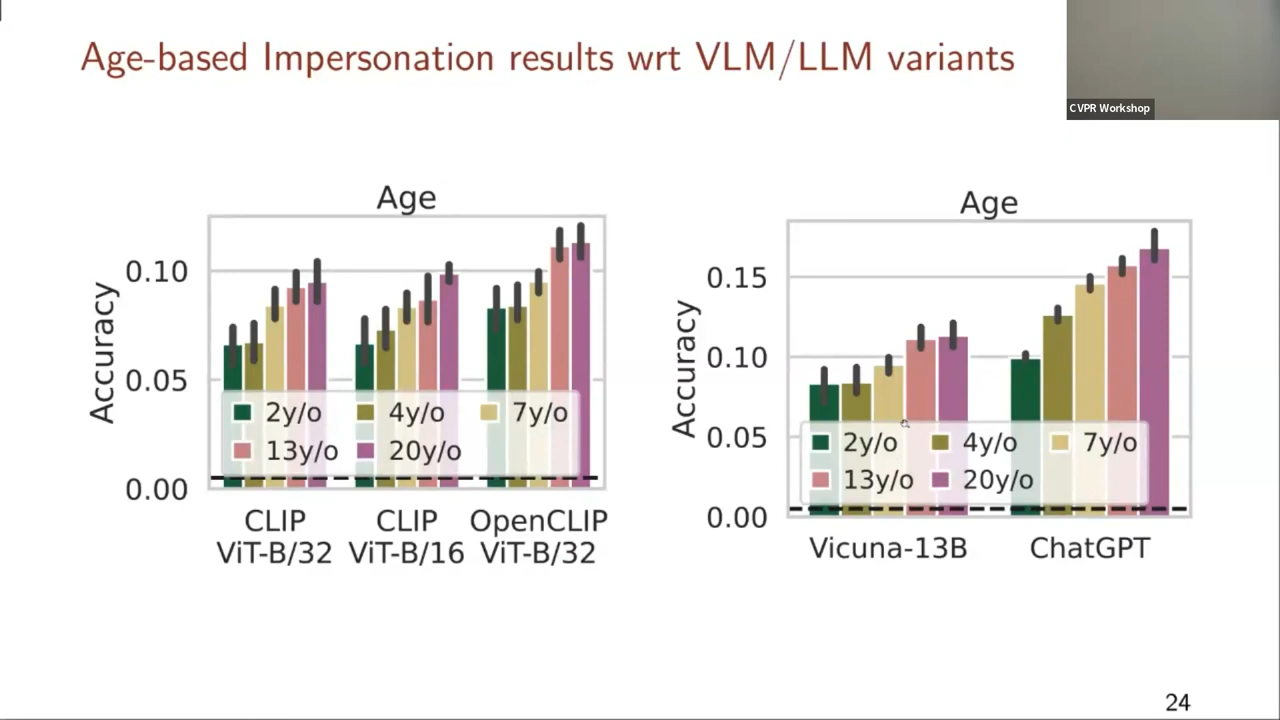 Age-based Impersonation results wrt VLM/LLM variants
CVPR Workshop
Age
Accuracy
0.10
0.05
0.00
2y/o 4y/o 7y/o
13y/o 20y/o
CLIP CLIP OpenCLIP
ViT-B/32 ViT-B/16 ViT-B/32
Age
Accuracy
0.15
0.10
0.05
0.00
2y/o 4y/o 7y/o
13y/o 20y/o
Vicuna-13B ChatGPT
24